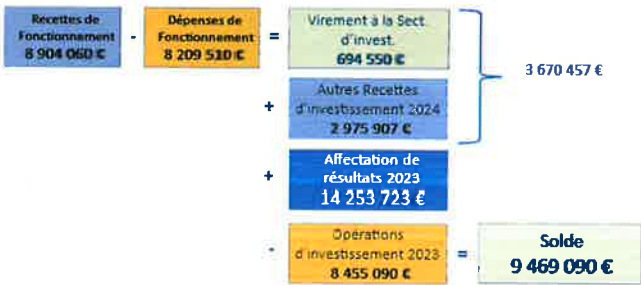 Recettes de
Fonctionnement
8 904 060 €
-
Dépenses de
Fonctionnement
8 209 510 €
=
Virement à la Sect.
d'invest.
694 550 €
3 670 457 €
+
Autres Recettes
d'investissement 2024
2 975 907 €
+
Affectation de
résultats 2023
14 253 723 €
-
Opérations
d'investissement 2023
8 455 090 €
=
Solde
9 469 090 €